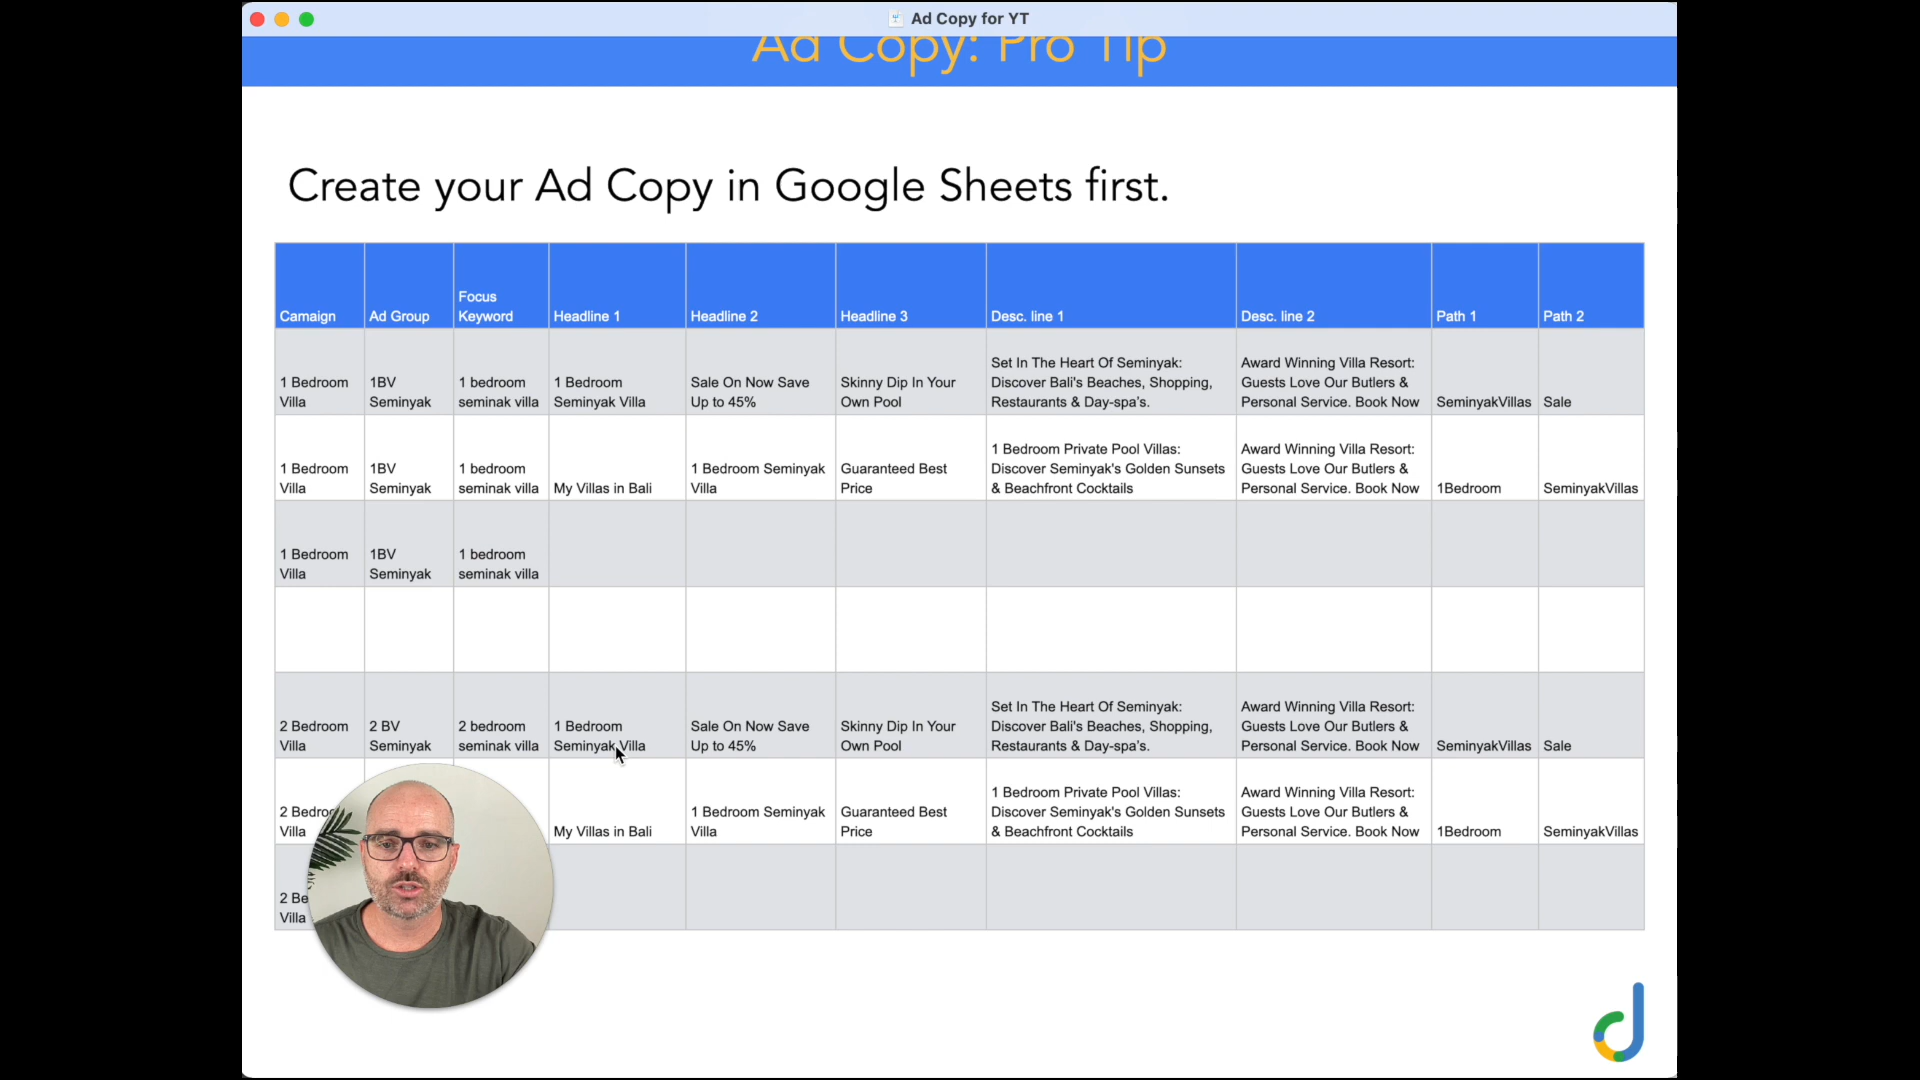 Ad Copy for YT
Ad Copy: Pro Tip
Create your Ad Copy in Google Sheets first.
Camaign Ad Group Focus Keyword Headline 1 Headline 2 Headline 3 Desc. line 1 Desc. line 2 Path 1 Path 2
1 Bedroom Villa 1BV Seminyak 1 bedroom seminak villa 1 Bedroom Seminyak Villa Sale On Now Save Up to 45% Skinny Dip In Your Own Pool Set In The Heart Of Seminyak: Discover Bali's Beaches, Shopping, Restaurants & Day-spa's. Award Winning Villa Resort: Guests Love Our Butlers & Personal Service. Book Now SeminyakVillas Sale
1 Bedroom Villa 1BV Seminyak 1 bedroom seminak villa My Villas in Bali 1 Bedroom Seminyak Villa Guaranteed Best Price 1 Bedroom Private Pool Villas: Discover Seminyak's Golden Sunsets & Beachfront Cocktails Award Winning Villa Resort: Guests Love Our Butlers & Personal Service. Book Now 1Bedroom SeminyakVillas
1 Bedroom Villa 1BV Seminyak 1 bedroom seminak villa
2 Bedroom Villa 2 BV Seminyak 2 bedroom seminak villa 1 Bedroom Seminyak Villa Sale On Now Save Up to 45% Skinny Dip In Your Own Pool Set In The Heart Of Seminyak: Discover Bali's Beaches, Shopping, Restaurants & Day-spa's. Award Winning Villa Resort: Guests Love Our Butlers & Personal Service. Book Now SeminyakVillas Sale
2 Bedroo Villa My Villas in Bali 1 Bedroom Seminyak Villa Guaranteed Best Price 1 Bedroom Private Pool Villas: Discover Seminyak's Golden Sunsets & Beachfront Cocktails Award Winning Villa Resort: Guests Love Our Butlers & Personal Service. Book Now 1Bedroom SeminyakVillas
2 Be Villa